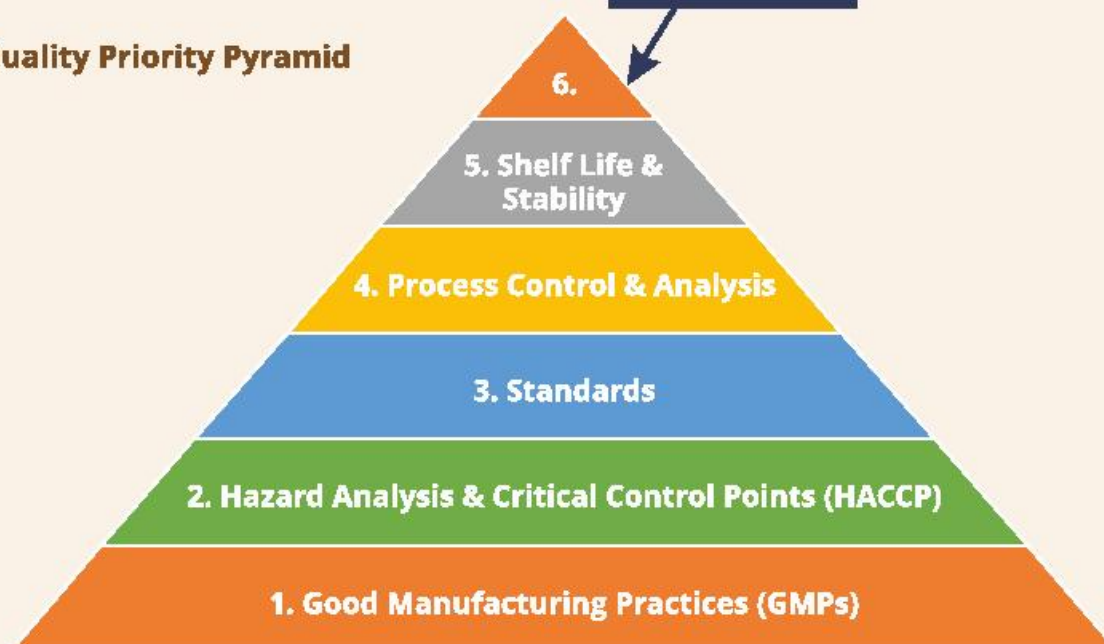 uality Priority Pyramid
6.
5. Shelf Life &
Stability
4. Process Control & Analysis
3. Standards
2. Hazard Analysis & Critical Control Points (HACCP)
1. Good Manufacturing Practices (GMPs)